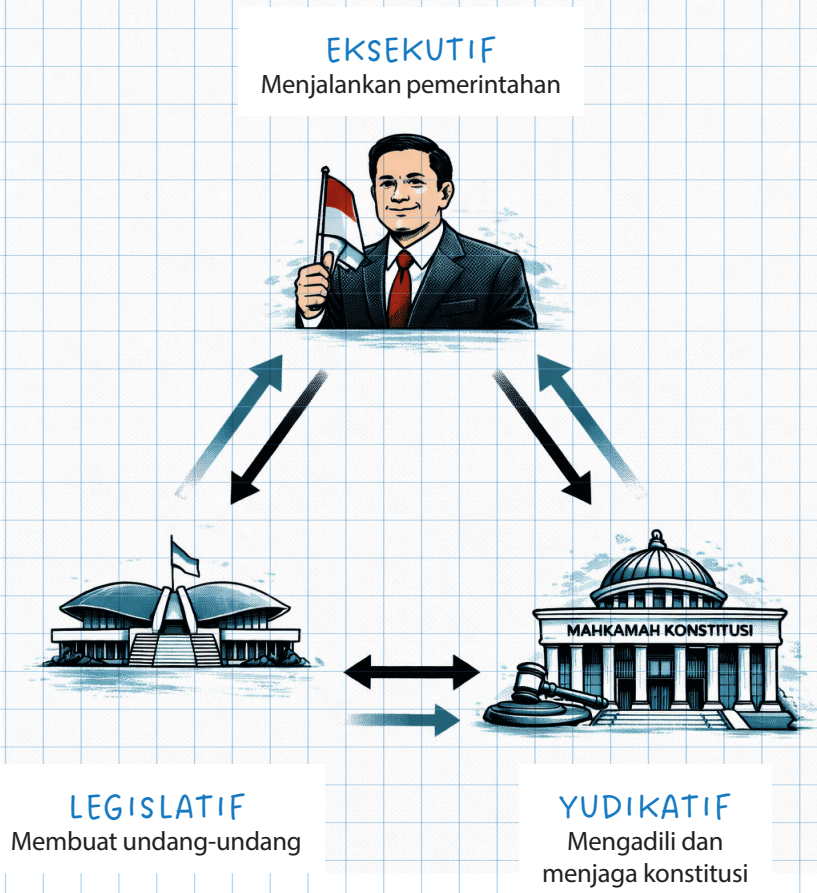 EKSEKUTIF
Menjalankan pemerintahan
MAHKAMAH KONSTITUSI
LEGISLATIF
Membuat undang-undang
YUDIKATIF
Mengadili dan
menjaga konstitusi